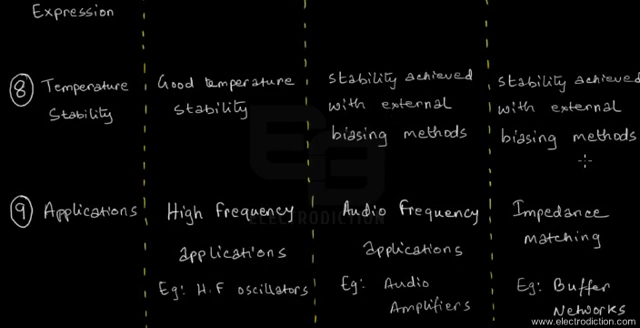 Expression
8 Temperature Stability
Good temperature stability
Stability achieved with external biasing methods
Stability achieved with external biasing methods
9 Applications
High Frequency applications
Eg: H.F oscillators
Audio Frequency applications
Eg: Audio Amplifiers
Impedance matching
Eg: Buffer Networks
ELECTRODICTION
www.electrodiction.com